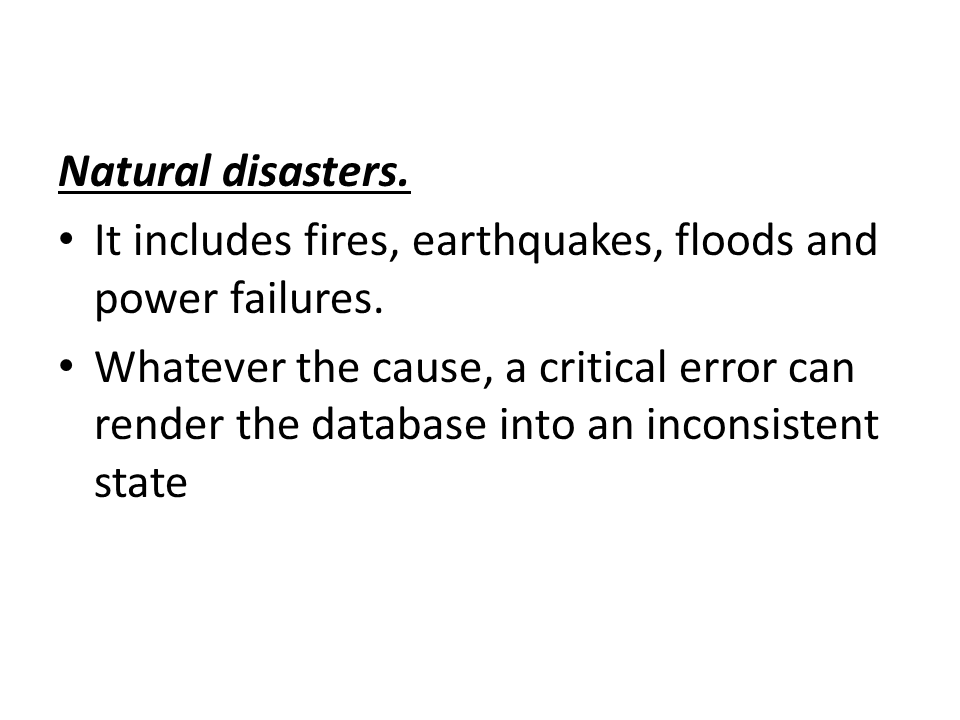 Natural disasters.
• It includes fires, earthquakes, floods and
power failures.
• Whatever the cause, a critical error can
render the database into an inconsistent
state